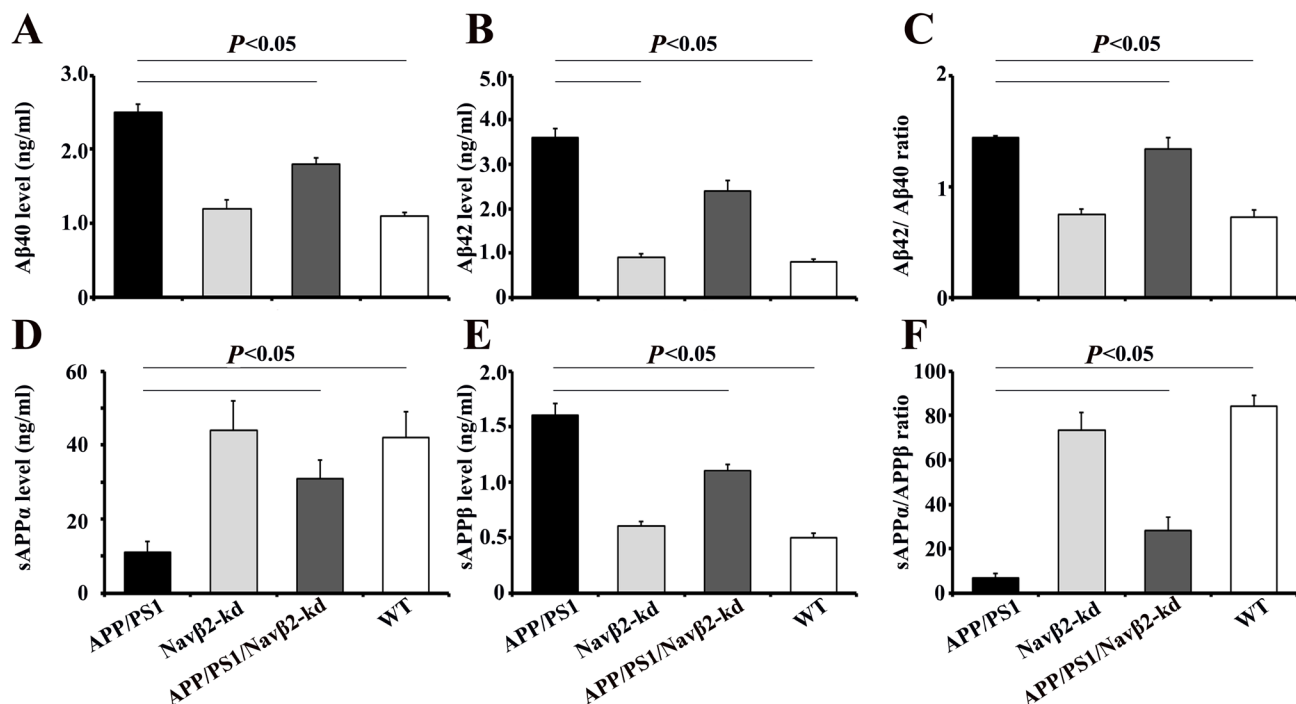 A
P<0.05
Aβ40 level (ng/ml)
3.0
2.0
1.0
0
B
P<0.05
Aβ42 level (ng/ml)
5.0
4.0
3.0
2.0
1.0
0
C
P<0.05
Aβ42/ Aβ40 ratio
2
1
0
D
P<0.05
sAPPα level (ng/ml)
60
40
20
0
APP/PS1
Navβ2-kd
APP/PS1/Navβ2-kd
WT
E
P<0.05
sAPPβ level (ng/ml)
2.0
1.5
1.0
0.5
0
APP/PS1
Navβ2-kd
APP/PS1/Navβ2-kd
WT
F
P<0.05
sAPPα/APPβ ratio
100
80
60
40
20
0
APP/PS1
Navβ2-kd
APP/PS1/Navβ2-kd
WT